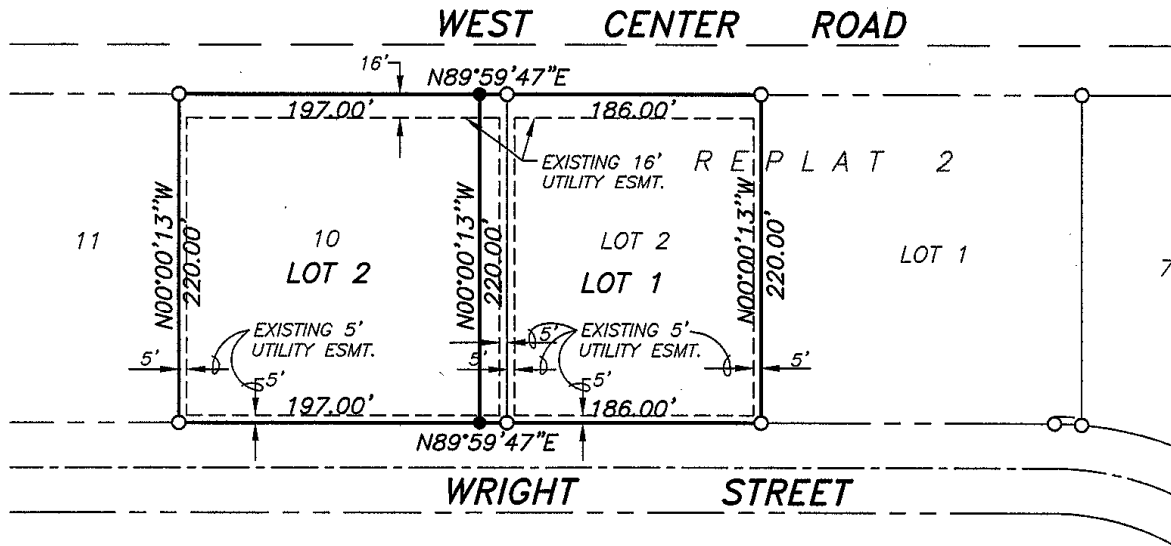 WEST CENTER ROAD
16'
N89°59'47"E
197.00'
186.00'
EXISTING 16'
UTILITY ESMT.
REPLAT 2
N00°00'13"W
220.00'
N00°00'13"W
220.00'
N00°00'13"W
220.00'
11
10
LOT 2
LOT 2
LOT 1
LOT 1
7
EXISTING 5'
UTILITY ESMT.
EXISTING 5'
UTILITY ESMT.
5'
5'
5'
5'
5'
5'
197.00'
186.00'
N89°59'47"E
WRIGHT STREET